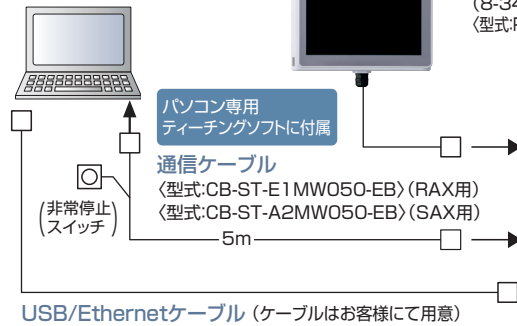 (8-34
〈型式:R
パソコン専用
ティーチングソフトに付属
通信ケーブル
〈型式:CB-ST-E1MW050-EB〉(RAX用)
〈型式:CB-ST-A2MW050-EB〉(SAX用)
(非常停止
スイッチ)
5m
USB/Ethernetケーブル (ケーブルはお客様にて用意)